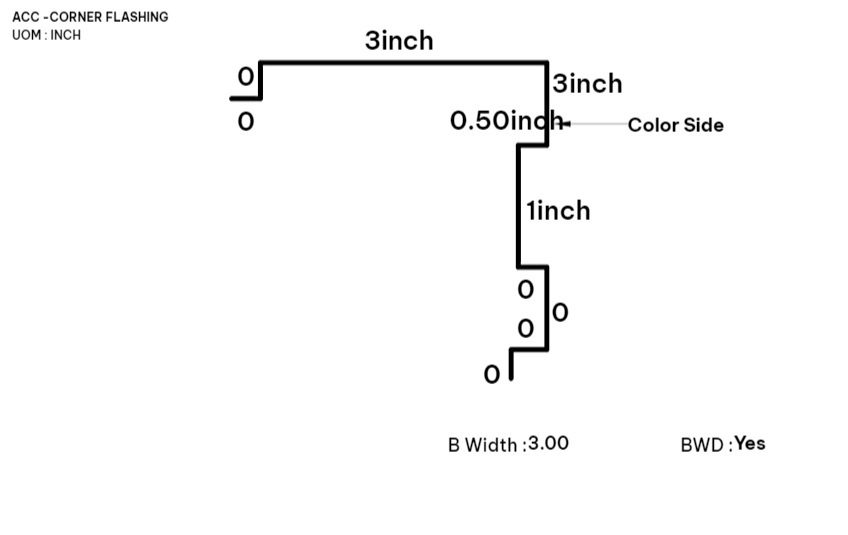 ACC -CORNER FLASHING
UOM : INCH
3inch
0
3inch
0
0.50inch
Color Side
1inch
0
0
0
0
B Width :3.00
BWD :Yes